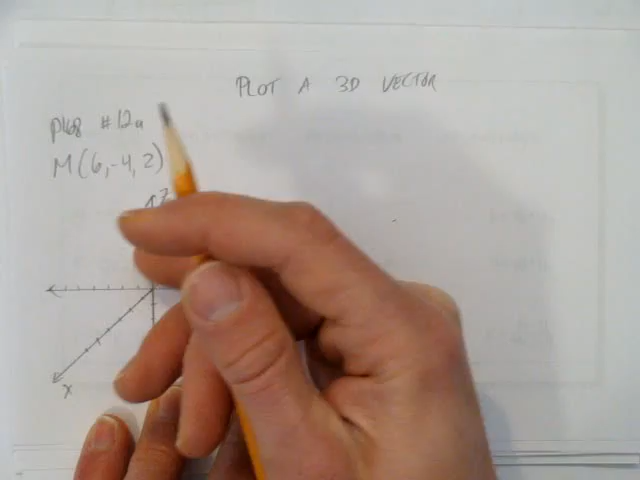 PLOT A 3D VECTOR
p168 #12a
M(6,-4,2)
Z
X